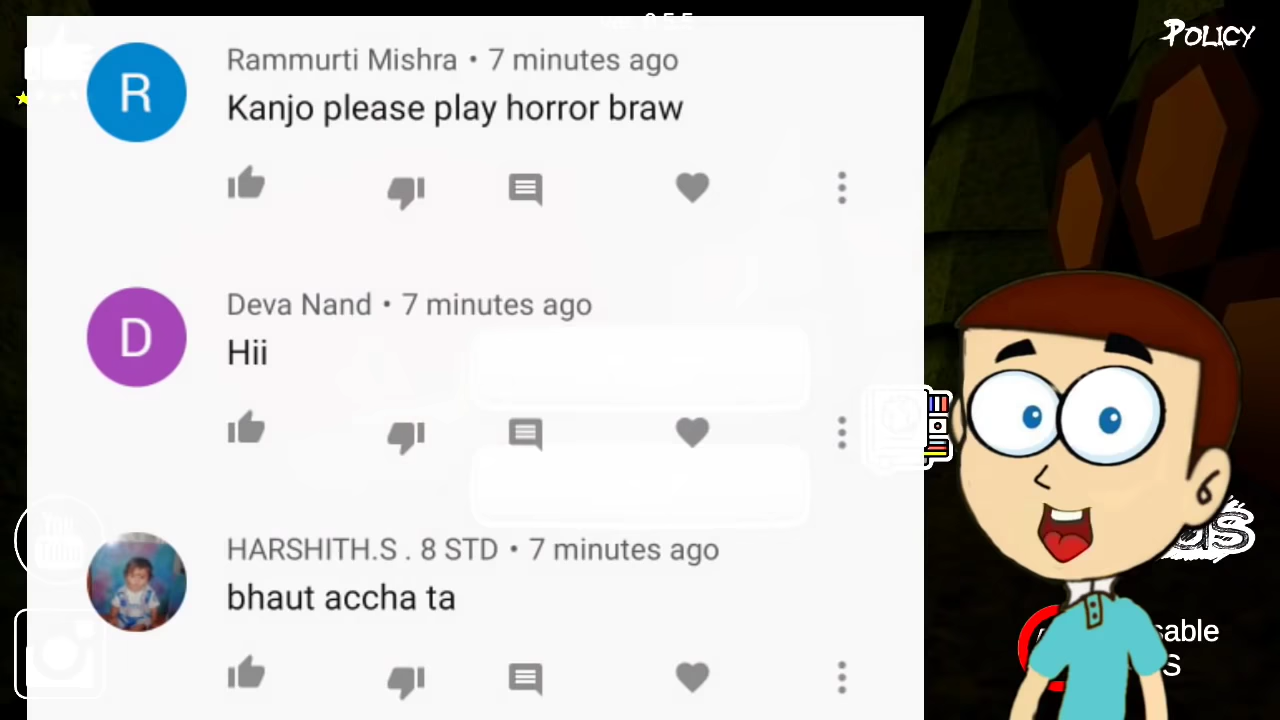 Policy
Rammurti Mishra • 7 minutes ago
Kanjo please play horror braw
Deva Nand • 7 minutes ago
Hii
HARSHITH.S . 8 STD • 7 minutes ago
bhaut accha ta